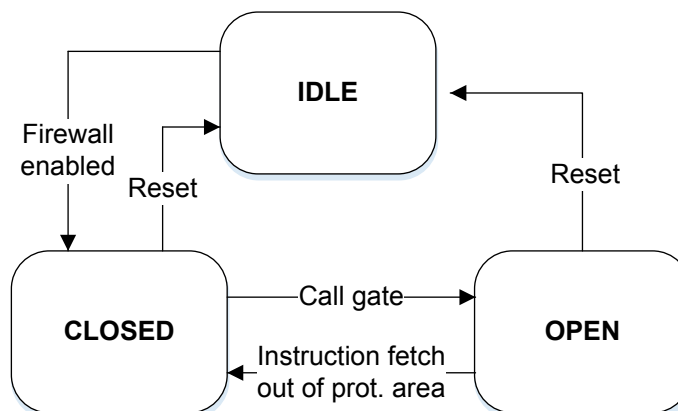 IDLE
Firewall
enabled
Reset
Reset
CLOSED
Call gate
OPEN
Instruction fetch
out of prot. area